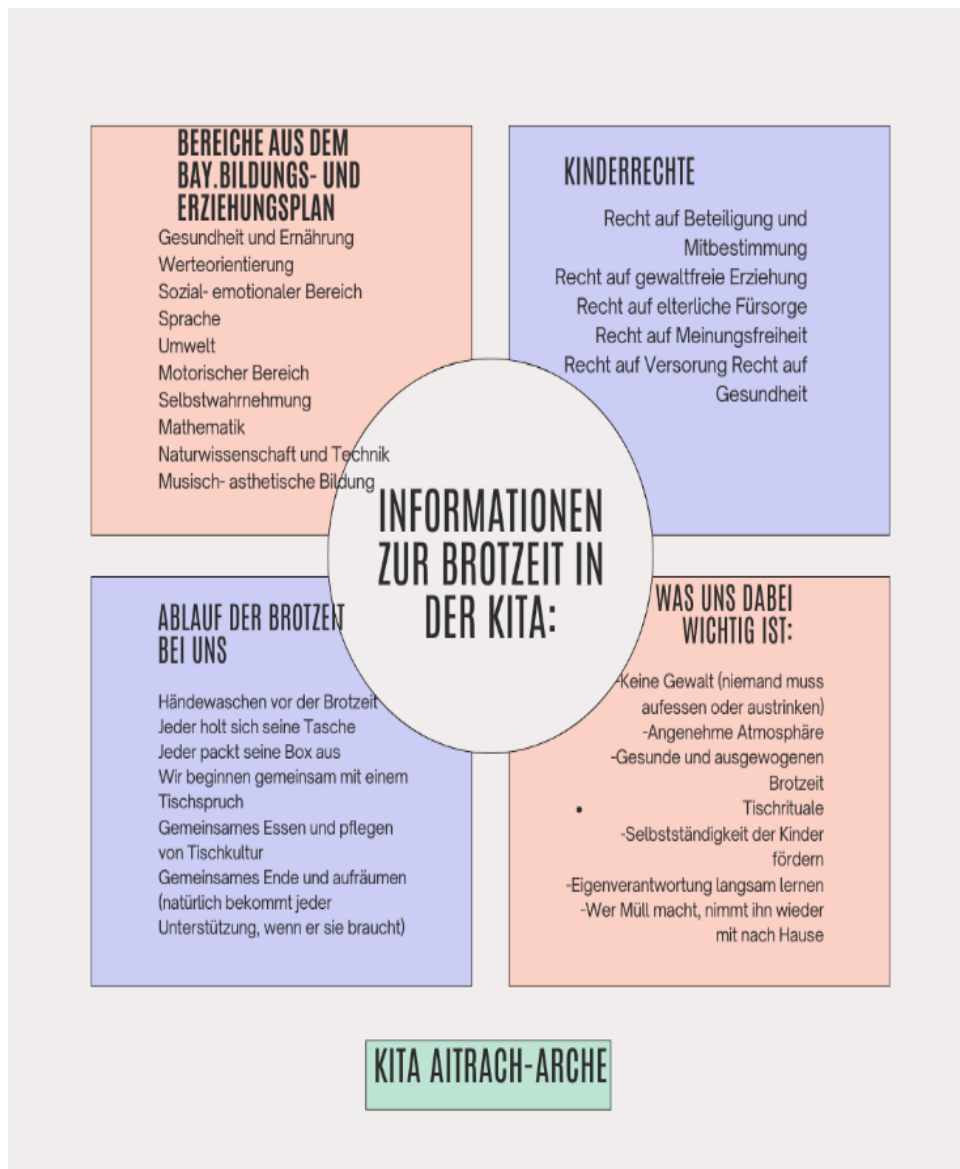 BEREICHE AUS DEM
BAY.BILDUNGS- UND
ERZIEHUNGSPLAN
Gesundheit und Ernährung
Werteorientierung
Sozial- emotionaler Bereich
Sprache
Umwelt
Motorischer Bereich
Selbstwahrnehmung
Mathematik
Naturwissenschaft und Technik
Musisch- asthetische Bildung
KINDERRECHTE
Recht auf Beteiligung und
Mitbestimmung
Recht auf gewaltfreie Erziehung
Recht auf elterliche Fürsorge
Recht auf Meinungsfreiheit
Recht auf Versorung Recht auf
Gesundheit
INFORMATIONEN
ZUR BROTZEIT IN
DER KITA:
ABLAUF DER BROTZEIT
BEI UNS
Händewaschen vor der Brotzeit
Jeder holt sich seine Tasche
Jeder packt seine Box aus
Wir beginnen gemeinsam mit einem
Tischspruch
Gemeinsames Essen und pflegen
von Tischkultur
Gemeinsames Ende und aufräumen
(natürlich bekommt jeder
Unterstützung, wenn er sie braucht)
WAS UNS DABEI
WICHTIG IST:
-Keine Gewalt (niemand muss
aufessen oder austrinken)
-Angenehme Atmosphäre
-Gesunde und ausgewogenen
Brotzeit
• Tischrituale
-Selbstständigkeit der Kinder
fördern
-Eigenverantwortung langsam lernen
-Wer Müll macht, nimmt ihn wieder
mit nach Hause
KITA AITRACH-ARCHE